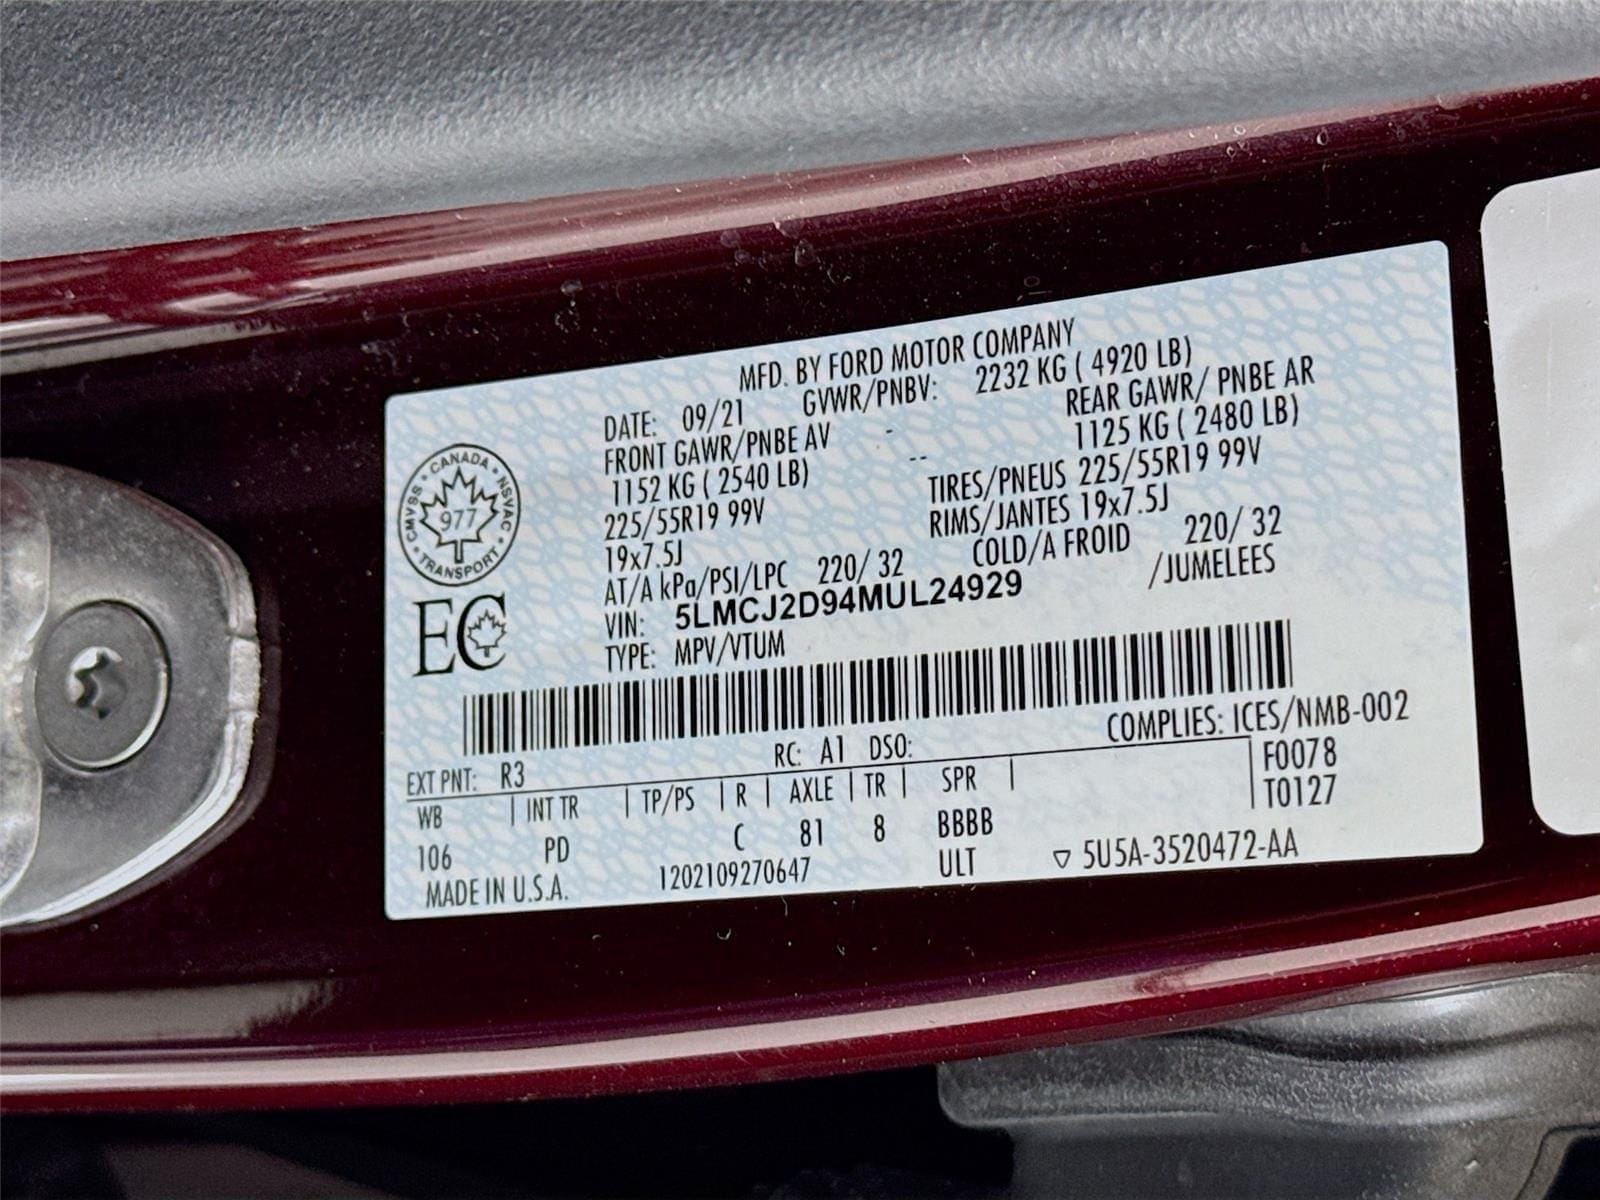 MFD. BY FORD MOTOR COMPANY
DATE: 09/21 GVWR/PNBV: 2232 KG ( 4920 LB)
FRONT GAWR/PNBE AV - REAR GAWR/ PNBE AR
1152 KG ( 2540 LB) -- 1125 KG ( 2480 LB)
225/55R19 99V TIRES/PNEUS 225/55R19 99V
19x7.5J RIMS/JANTES 19x7.5J
AT/A kPa/PSI/LPC 220/ 32 COLD/A FROID 220/ 32
VIN: 5LMCJ2D94MUL24929 /JUMELEES
TYPE: MPV/VTUM
CANADA
CMVSS NSVAC
977
TRANSPORT
EC
COMPLIES: ICES/NMB-002
EXT PNT: R3 RC: A1 DSO:
WB | INT TR | TP/PS | R | AXLE | TR | SPR | F0078
106 PD C 81 8 BBBB T0127
MADE IN U.S.A. 1202109270647 ULT ▽ 5U5A-3520472-AA